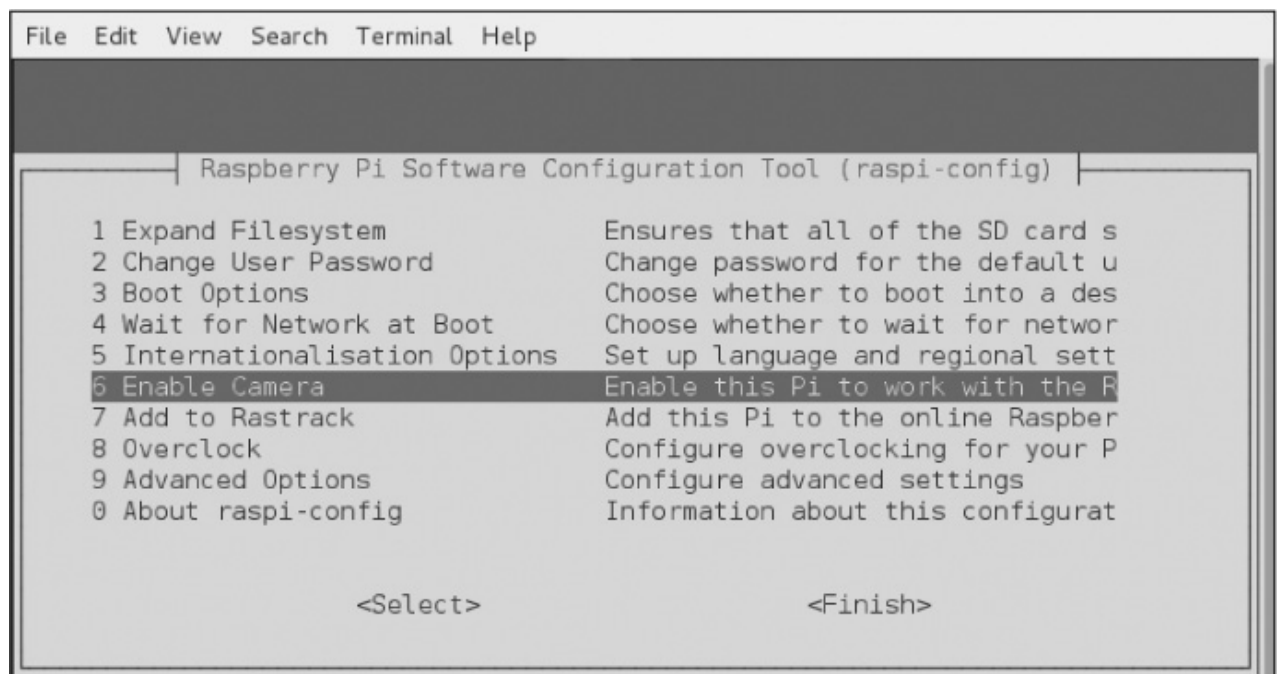 File Edit View Search Terminal Help
Raspberry Pi Software Configuration Tool (raspi-config)
1 Expand Filesystem Ensures that all of the SD card s
2 Change User Password Change password for the default u
3 Boot Options Choose whether to boot into a des
4 Wait for Network at Boot Choose whether to wait for networ
5 Internationalisation Options Set up language and regional sett
6 Enable Camera Enable this Pi to work with the R
7 Add to Rastrack Add this Pi to the online Raspber
8 Overclock Configure overclocking for your P
9 Advanced Options Configure advanced settings
0 About raspi-config Information about this configurat
<Select> <Finish>